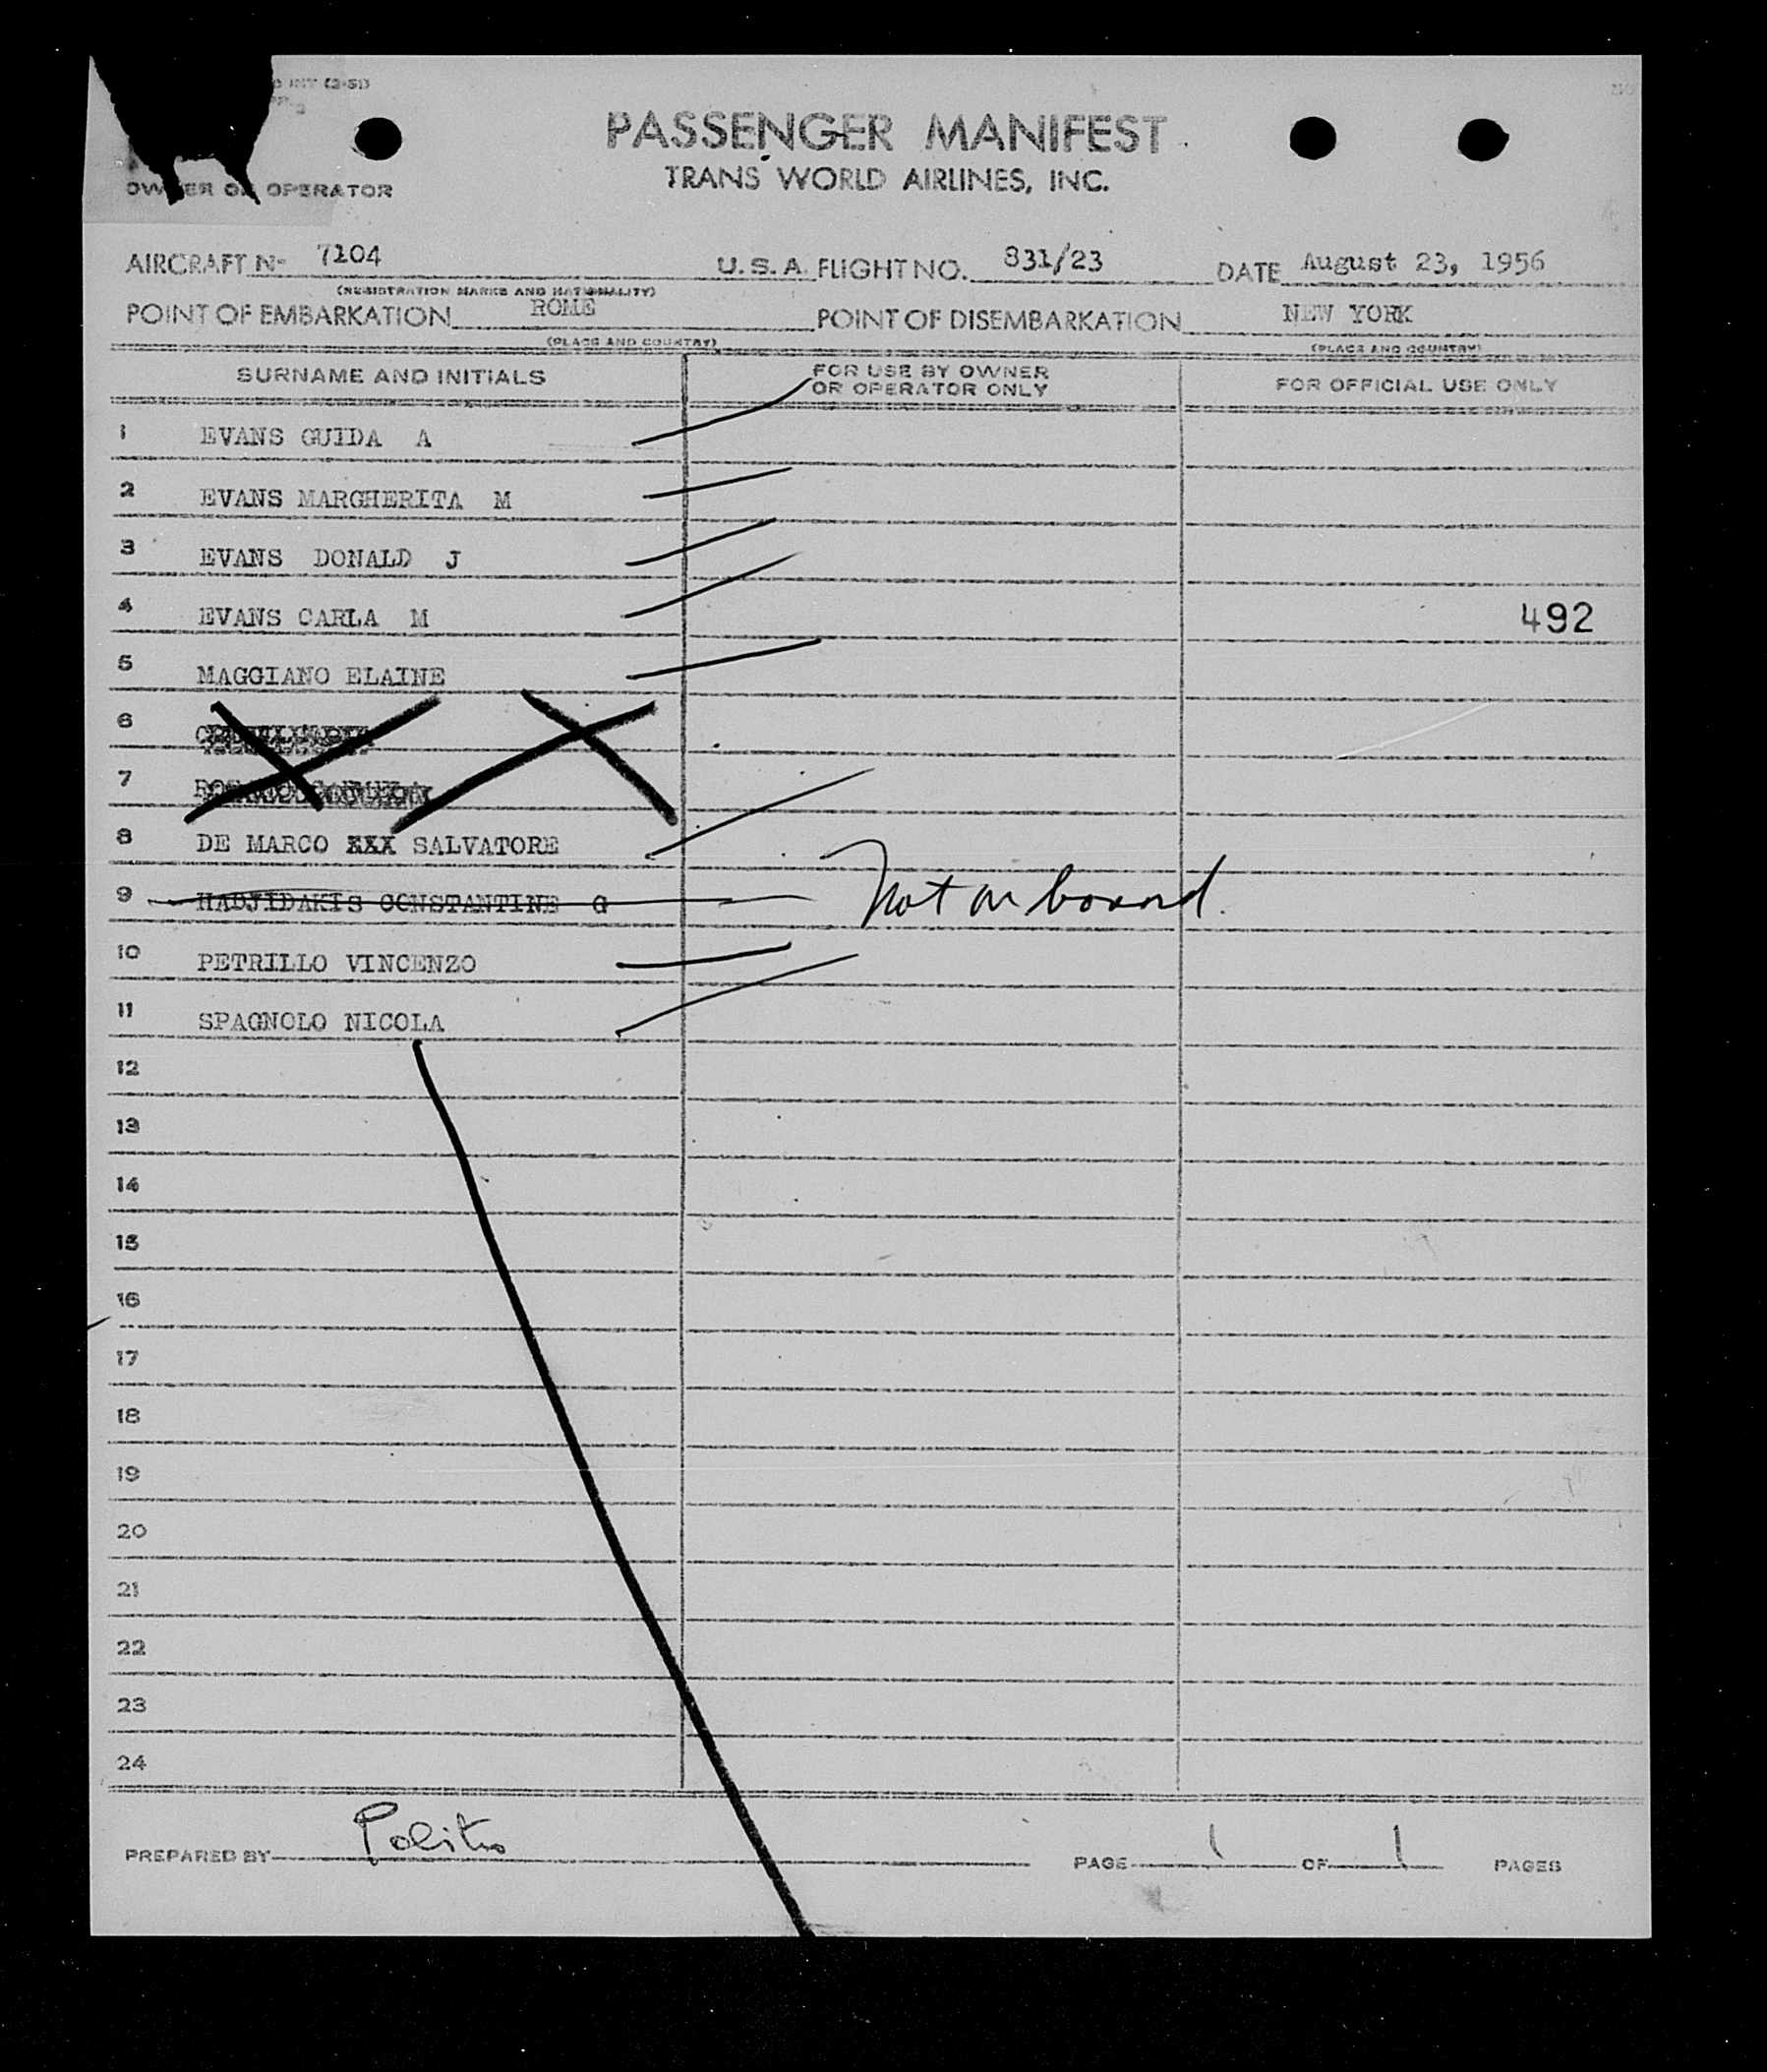 INT (2-51)
PASSENGER MANIFEST
TRANS WORLD AIRLINES, INC.
OWNER OR OPERATOR
AIRCRAFT No 7104 U.S.A. FLIGHT NO. 831/23 DATE August 23, 1956
(REGISTRATION MARKS AND NATIONALITY)
POINT OF EMBARKATION ROME POINT OF DISEMBARKATION NEW YORK
(PLACE AND COUNTRY) (PLACE AND COUNTRY)
SURNAME AND INITIALS FOR USE BY OWNER OR OPERATOR ONLY FOR OFFICIAL USE ONLY
1 EVANS GUIDA A
2 EVANS MARGHERITA M
3 EVANS DONALD J
4 EVANS CARLA M 492
5 MAGGIANO ELAINE
6
7
8 DE MARCO XXX SALVATORE
9 HADJIDAKIS CONSTANTINE G Not on board.
10 PETRILLO VINCENZO
11 SPAGNOLO NICOLA
12
13
14
15
16
17
18
19
20
21
22
23
24
PREPARED BY Polito PAGE 1 OF 1 PAGES